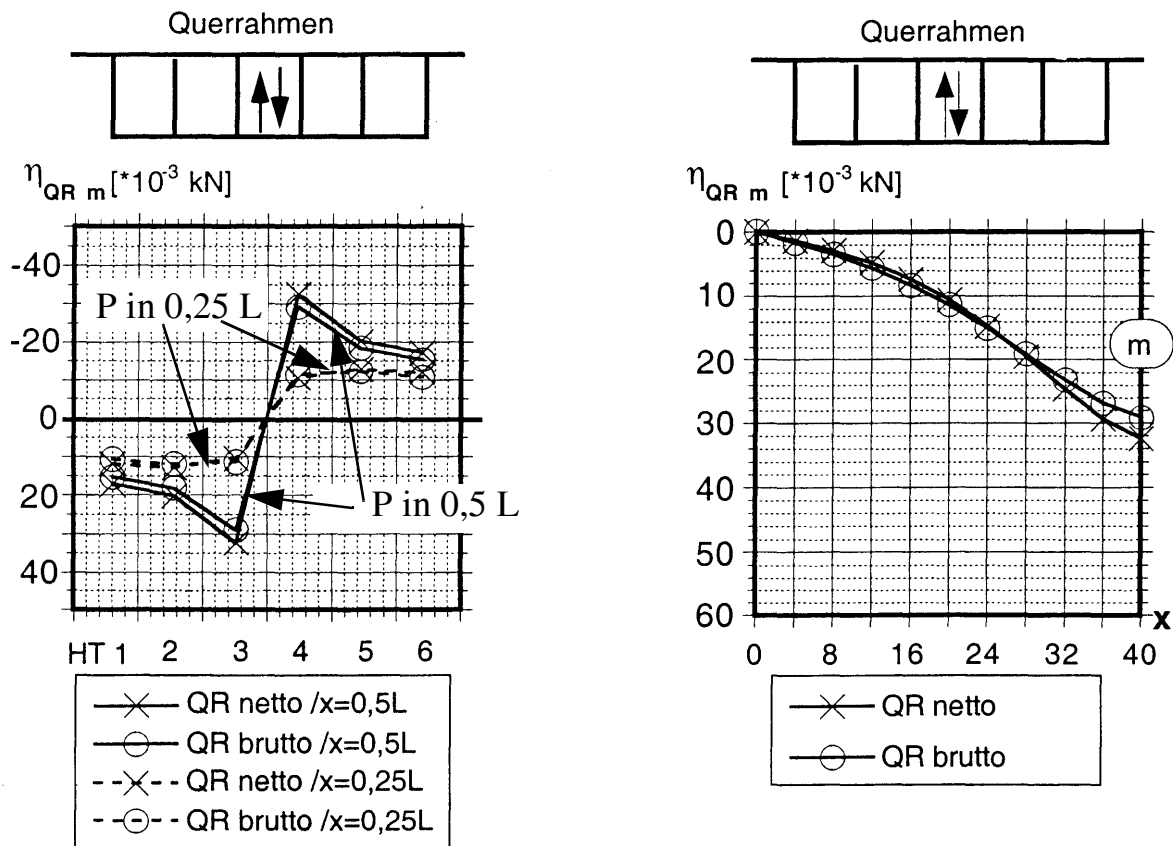 Querrahmen
η QR m [*10⁻³ kN]
-40
-20
0
20
40
P in 0,25 L
P in 0,5 L
HT 1 2 3 4 5 6
QR netto /x=0,5L
QR brutto /x=0,5L
QR netto /x=0,25L
QR brutto /x=0,25L
Querrahmen
η QR m [*10⁻³ kN]
0
10
20
30
40
50
60
m
x
0 8 16 24 32 40
QR netto
QR brutto